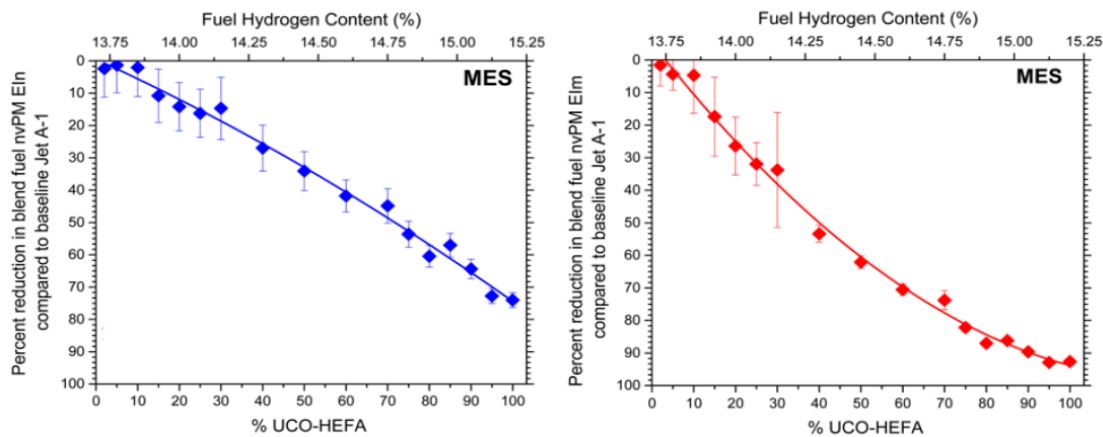 Fuel Hydrogen Content (%)
13.75 14.00 14.25 14.50 14.75 15.00 15.25
MES
Percent reduction in blend fuel nvPM EIn
compared to baseline Jet A-1
0
10
20
30
40
50
60
70
80
90
100
0 10 20 30 40 50 60 70 80 90 100
% UCO-HEFA
Fuel Hydrogen Content (%)
13.75 14.00 14.25 14.50 14.75 15.00 15.25
MES
Percent reduction in blend fuel nvPM EIm
compared to baseline Jet A-1
0
10
20
30
40
50
60
70
80
90
100
0 10 20 30 40 50 60 70 80 90 100
% UCO-HEFA